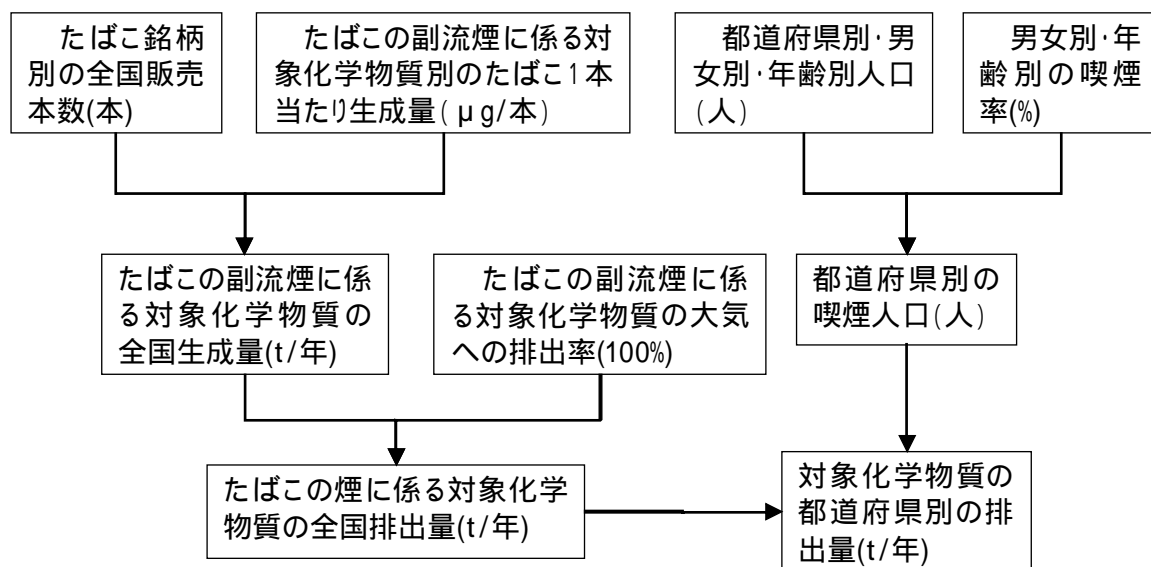 たばこ銘柄
別の全国販売
本数(本)
たばこの副流煙に係る対
象化学物質別のたばこ1本
当たり生成量(μg/本)
都道府県別・男
女別・年齢別人口
(人)
男女別・年
齢別の喫煙
率(%)
たばこの副流煙に係
る対象化学物質の
全国生成量(t/年)
たばこの副流煙に係
る対象化学物質の大気
への排出率(100%)
都道府県別の
喫煙人口(人)
たばこの煙に係る対象化学
物質の全国排出量(t/年)
対象化学物質の
都道府県別の排
出量(t/年)